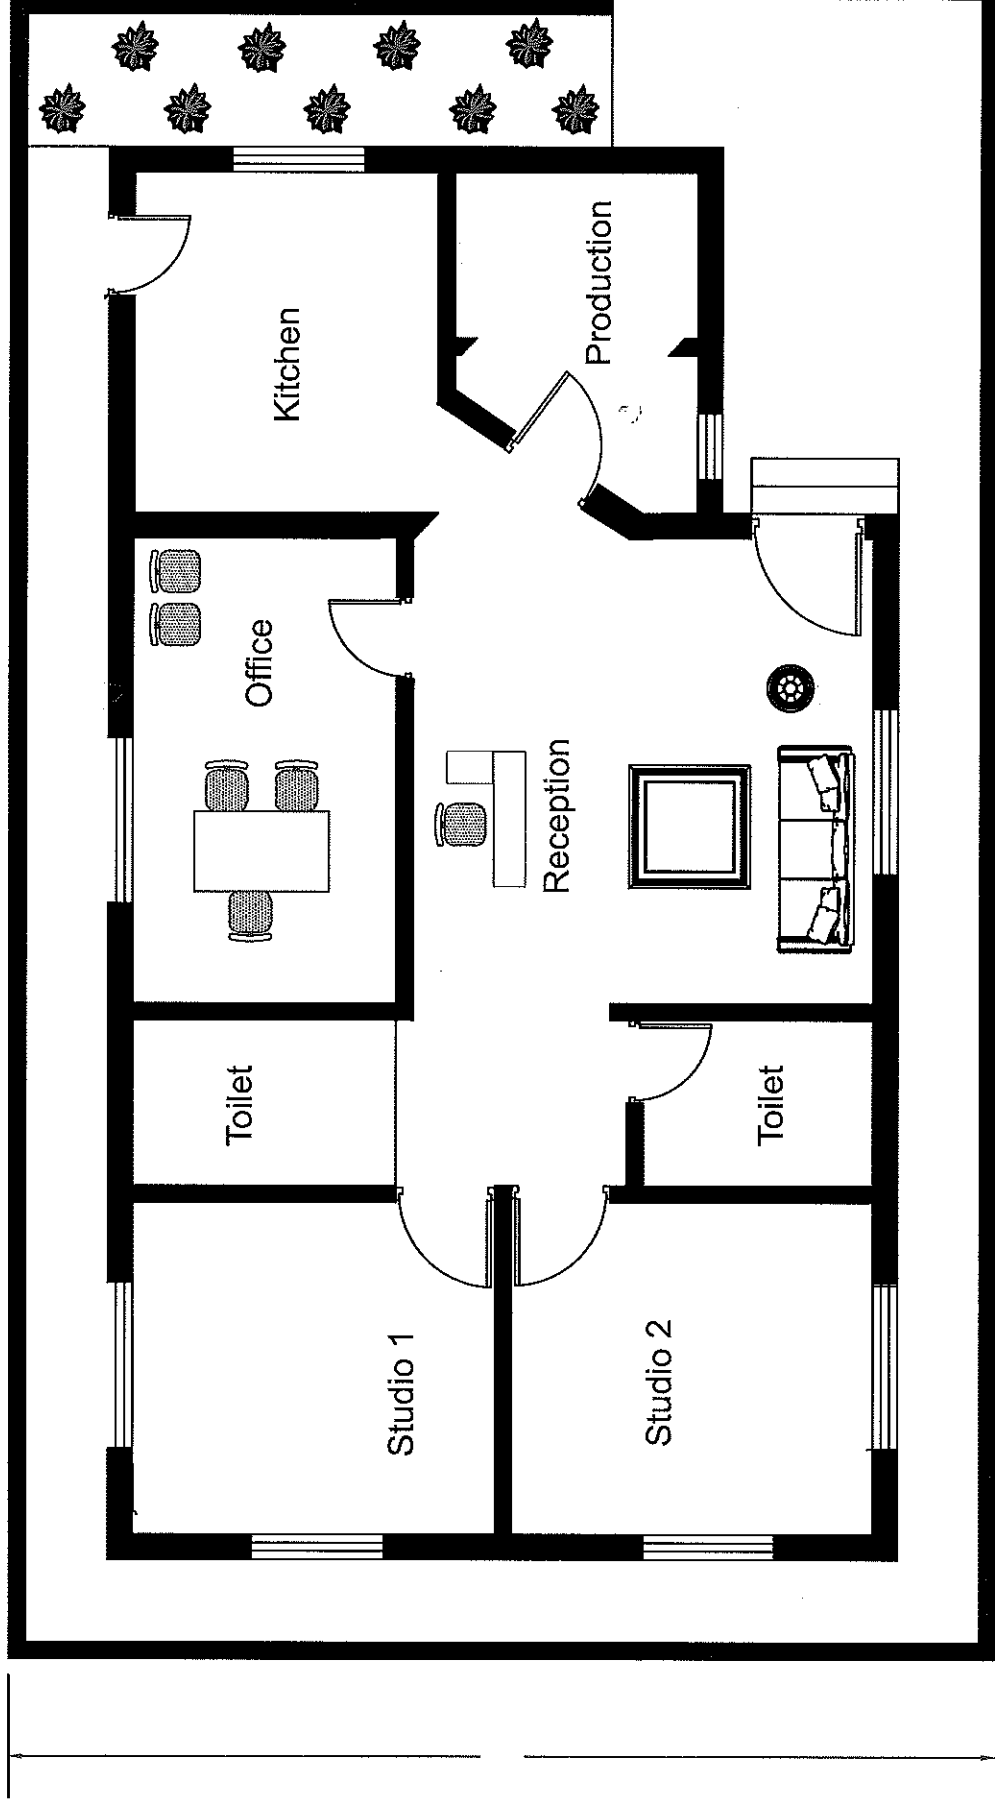 Kitchen
Production
Office
Reception
Toilet
Toilet
Studio 1
Studio 2